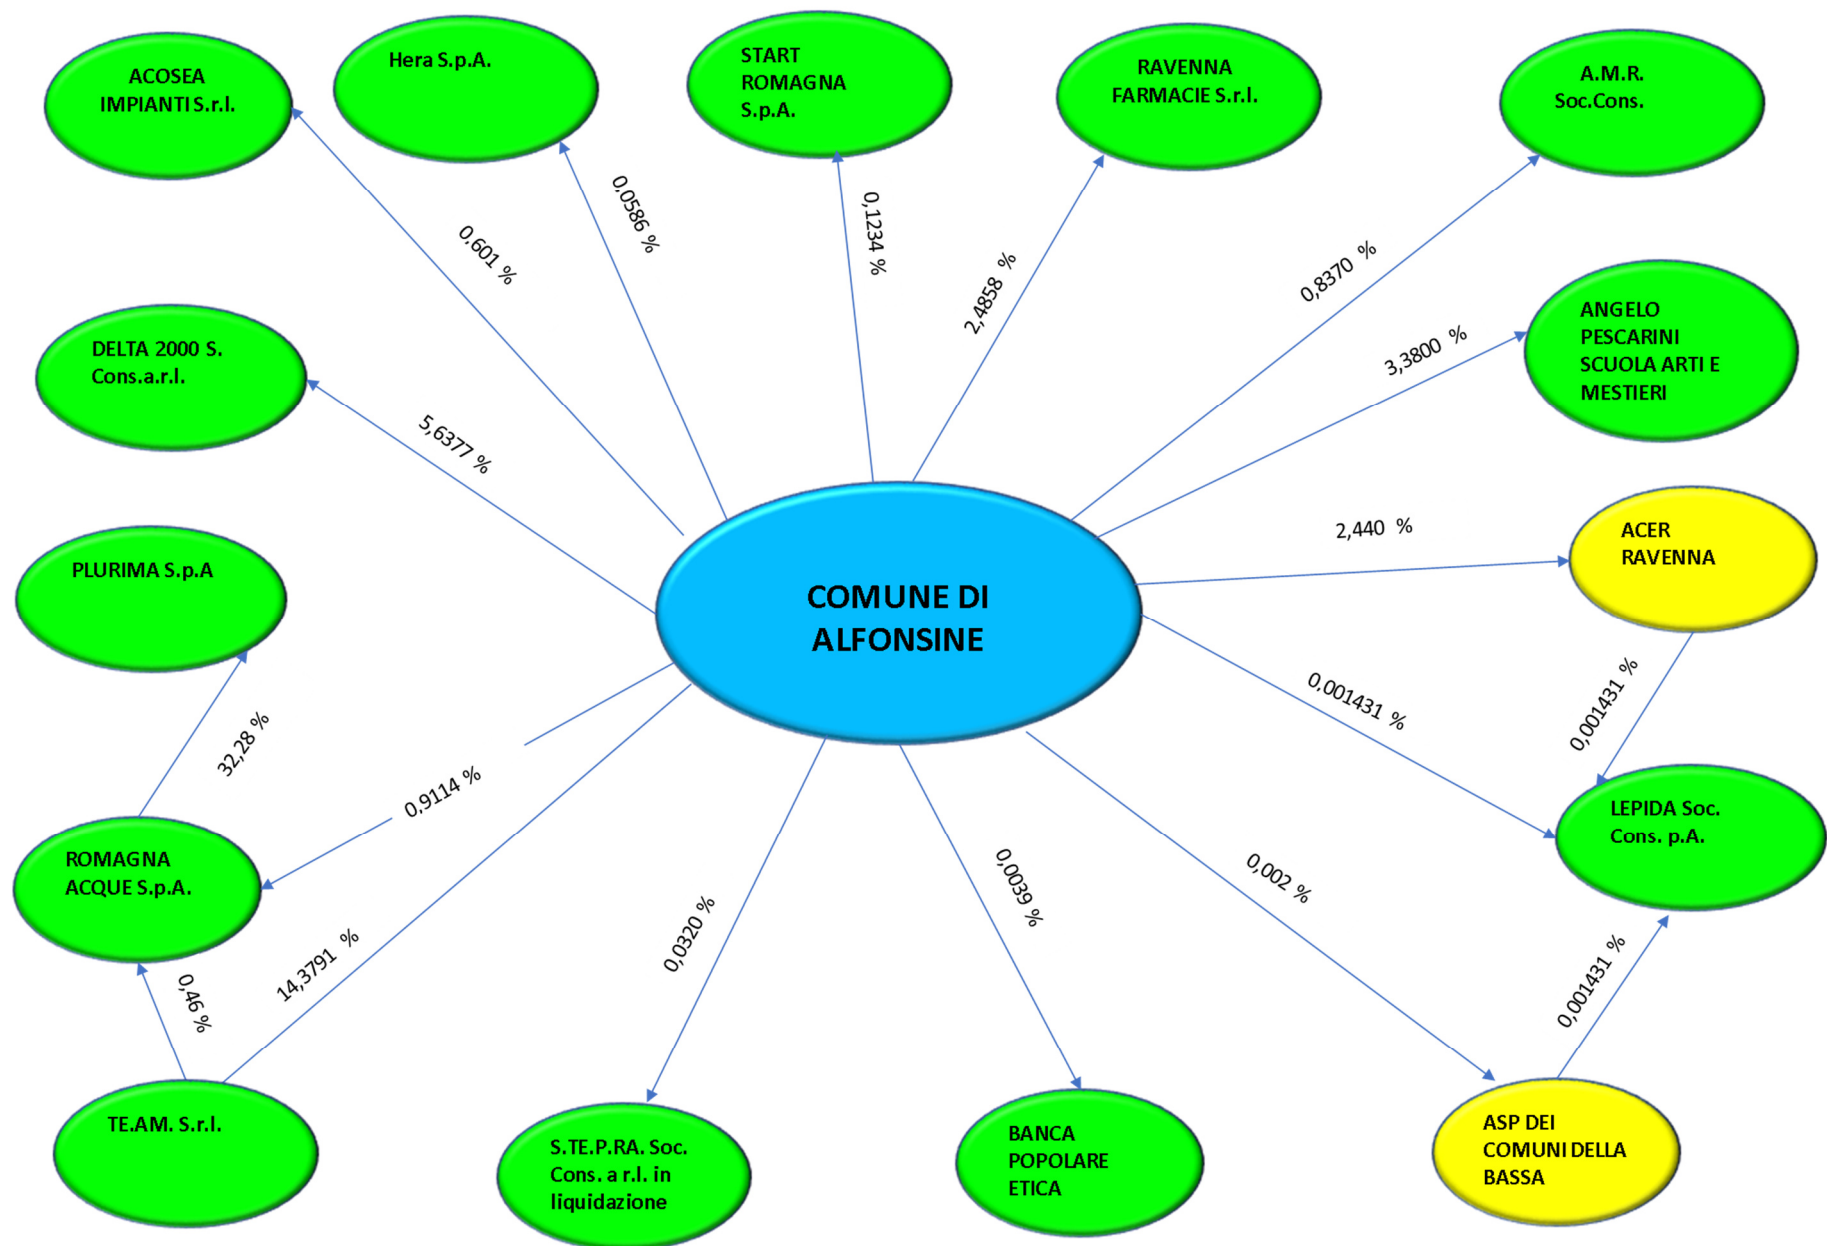 ACOSEA
IMPIANTI S.r.l.
Hera S.p.A.
START
ROMAGNA
S.p.A.
RAVENNA
FARMACIE S.r.l.
A.M.R.
Soc.Cons.
0.601 %
0,0586 %
0,1234 %
2,4858 %
0,8370 %
DELTA 2000 S.
Cons.a.r.l.
5,6377 %
3,3800 %
ANGELO
PESCARINI
SCUOLA ARTI E
MESTIERI
PLURIMA S.p.A
COMUNE DI
ALFONSINE
2,440 %
ACER
RAVENNA
32,28 %
0,9114 %
0,001431 %
0,001431 %
ROMAGNA
ACQUE S.p.A.
LEPIDA Soc.
Cons. p.A.
0,46 %
14,3791 %
0,0320 %
0,0039 %
0,002 %
0,001431 %
TE.AM. S.r.l.
S.TE.P.RA. Soc.
Cons. a r.l. in
liquidazione
BANCA
POPOLARE
ETICA
ASP DEI
COMUNI DELLA
BASSA